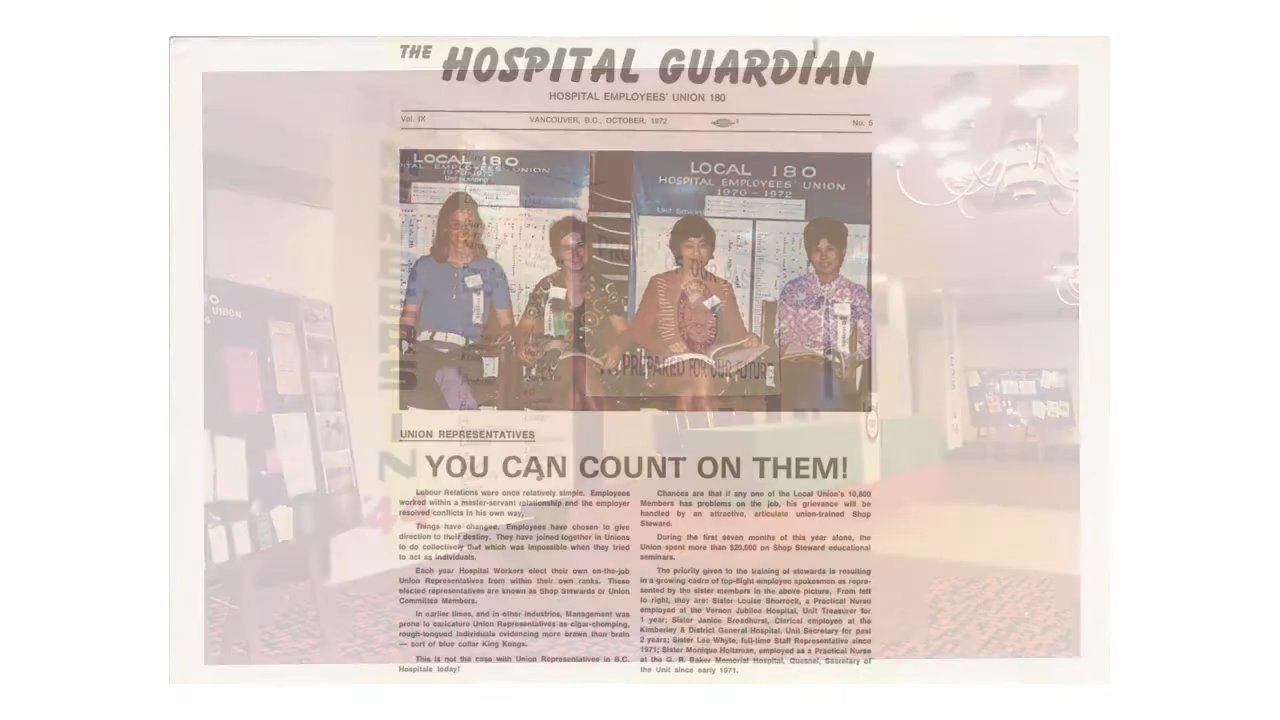 THE HOSPITAL GUARDIAN
HOSPITAL EMPLOYEES' UNION 180
Vol. IX
VANCOUVER, B.C., OCTOBER, 1972
No. 5
LOCAL 180
LOCAL 180
HOSPITAL EMPLOYEES' UNION
1970 - 1972
OUR
PREPARED FOR OUR FUTURE
UNION
UNION REPRESENTATIVES
YOU CAN COUNT ON THEM!
Labour Relations were once relatively simple. Employees
worked within a master-servant relationship and the employer
resolved conflicts in his own way.
Things have changed. Employees have chosen to give
direction to their destiny. They have joined together in Unions
to do collectively that which was impossible when they tried
to act as individuals.
Each year Hospital Workers elect their own on-the-job
Union Representatives from within their own ranks. These
elected representatives are known as Shop Stewards or Union
Committee Members.
In earlier times, and in other industries, Management was
prone to caricature Union Representatives as cigar-chomping,
rough-tongued individuals evidencing more brawn than brain
— sort of blue collar King Kongs.
This is not the case with Union Representatives in B.C.
Hospitals today!
Chances are that if any one of the Local Union's 10,800
Members has problems on the job, his grievance will be
handled by an attractive, articulate union-trained Shop
Steward.
During the first seven months of this year alone, the
Union spent more than $20,000 on Shop Steward educational
seminars.
The priority given to the training of stewards is resulting
in a growing cadre of top-flight employee spokesmen as repre-
sented by the sister members in the above picture. From left
to right, they are: Sister Louise Shorrock, a Practical Nurse
employed at the Vernon Jubilee Hospital, Unit Treasurer for
1 year; Sister Janice Broadhurst, Clerical employee at the
Kimberley & District General Hospital, Unit Secretary for past
2 years; Sister Lee Whyte, full-time Staff Representative since
1971; Sister Monique Holtzman, employed as a Practical Nurse
at the G. R. Baker Memorial Hospital, Quesnel, Secretary of
the Unit since early 1971.